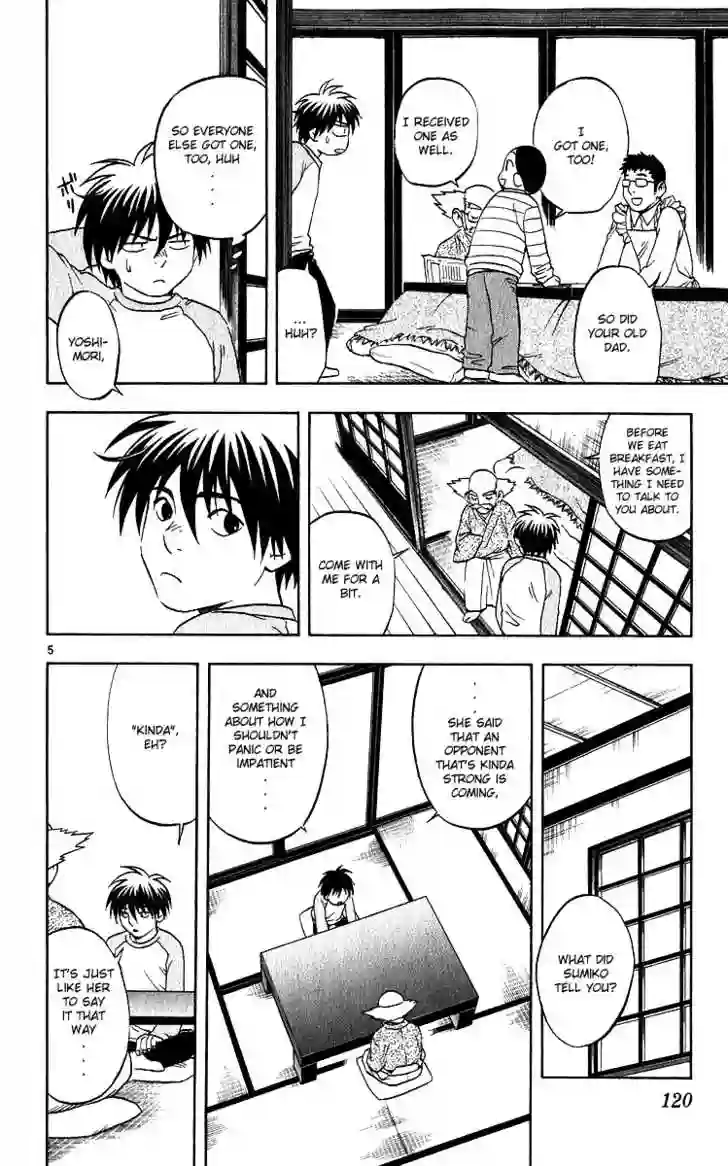 I
GOT ONE,
TOO!
I RECEIVED
ONE AS
WELL.
SO DID
YOUR OLD
DAD.
...
HUH?
SO EVERYONE
ELSE GOT ONE,
TOO, HUH
...
ボサ
YOSHI-
MORI,
BEFORE
WE EAT
BREAKFAST, I
HAVE SOME-
THING I NEED
TO TALK TO
YOU ABOUT.
COME WITH
ME FOR A
BIT.
5
WHAT DID
SUMIKO
TELL YOU?
...
SHE SAID
THAT AN
OPPONENT
THAT'S KINDA
STRONG IS
COMING,
AND
SOMETHING
ABOUT HOW I
SHOULDN'T
PANIC OR BE
IMPATIENT
...
"KINDA",
EH?
IT'S JUST
LIKE HER
TO SAY
IT THAT
WAY
...
120